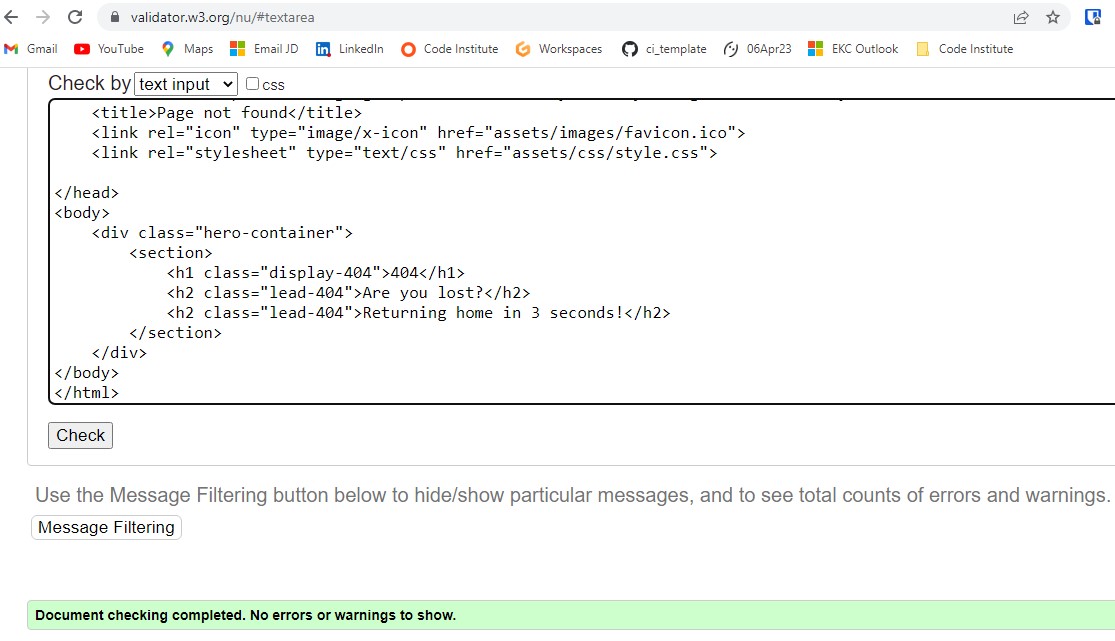 validator.w3.org/nu/#textarea
Gmail YouTube Maps Email JD LinkedIn Code Institute Workspaces ci_template 06Apr23 EKC Outlook Code Institute
Check by text input css
<title>Page not found</title>
<link rel="icon" type="image/x-icon" href="assets/images/favicon.ico">
<link rel="stylesheet" type="text/css" href="assets/css/style.css">
</head>
<body>
<div class="hero-container">
<section>
<h1 class="display-404">404</h1>
<h2 class="lead-404">Are you lost?</h2>
<h2 class="lead-404">Returning home in 3 seconds!</h2>
</section>
</div>
</body>
</html>
Check
Use the Message Filtering button below to hide/show particular messages, and to see total counts of errors and warnings.
Message Filtering
Document checking completed. No errors or warnings to show.